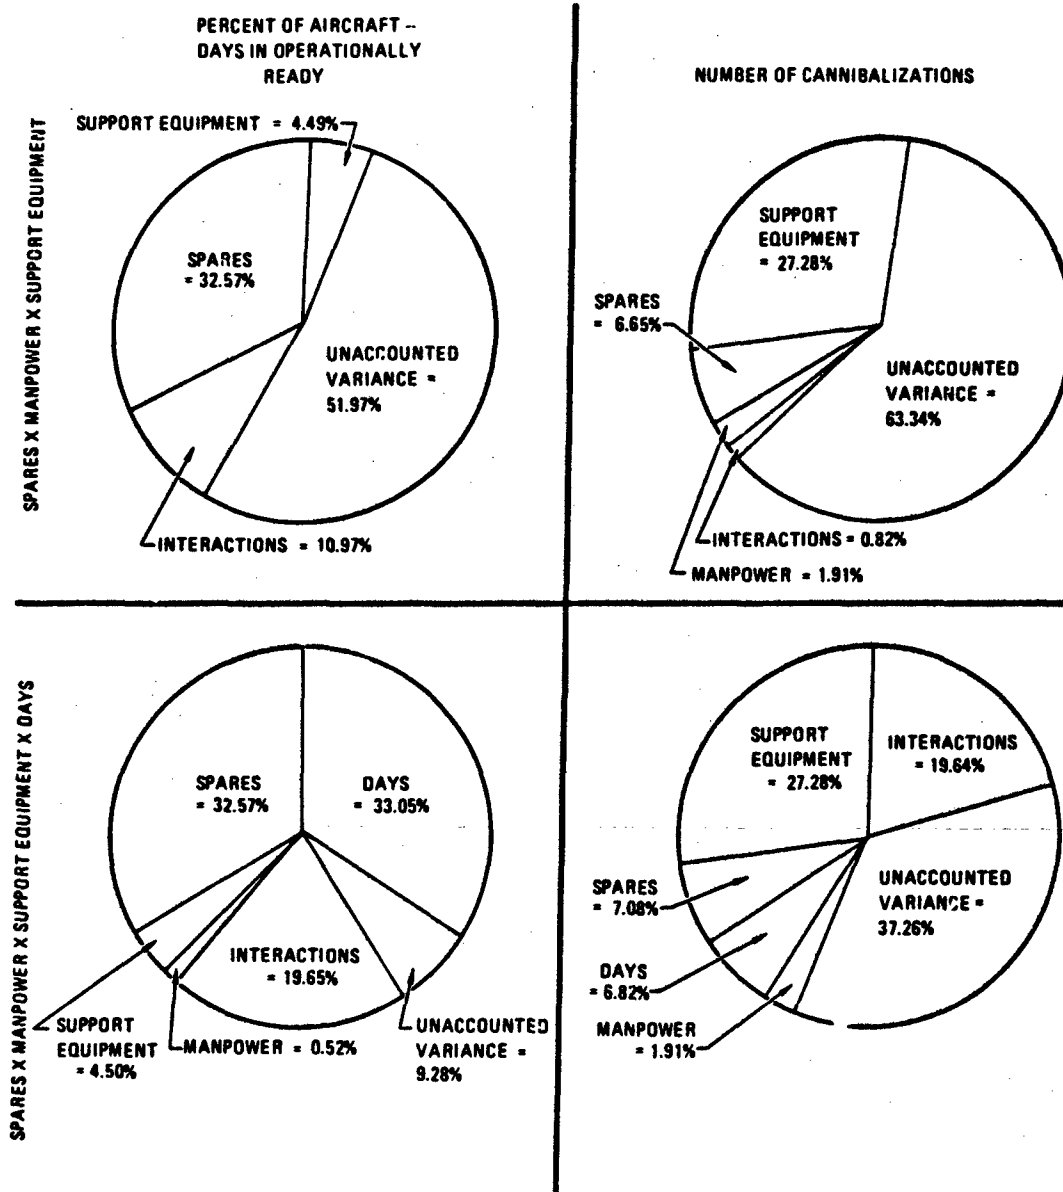 PERCENT OF AIRCRAFT --
DAYS IN OPERATIONALLY
READY
NUMBER OF CANNIBALIZATIONS
SPARES X MANPOWER X SUPPORT EQUIPMENT
SUPPORT EQUIPMENT = 4.49%
SPARES
= 32.57%
UNACCOUNTED
VARIANCE =
51.97%
INTERACTIONS = 10.97%
SUPPORT
EQUIPMENT
= 27.28%
SPARES
= 6.65%
UNACCOUNTED
VARIANCE =
63.34%
INTERACTIONS = 0.82%
MANPOWER = 1.91%
SPARES X MANPOWER X SUPPORT EQUIPMENT X DAYS
SPARES
= 32.57%
DAYS
= 33.05%
INTERACTIONS
= 19.65%
SUPPORT
EQUIPMENT
= 4.50%
MANPOWER = 0.52%
UNACCOUNTED
VARIANCE =
9.28%
SUPPORT
EQUIPMENT
= 27.28%
INTERACTIONS
= 19.64%
SPARES
= 7.08%
UNACCOUNTED
VARIANCE =
37.26%
DAYS
= 6.82%
MANPOWER
= 1.91%